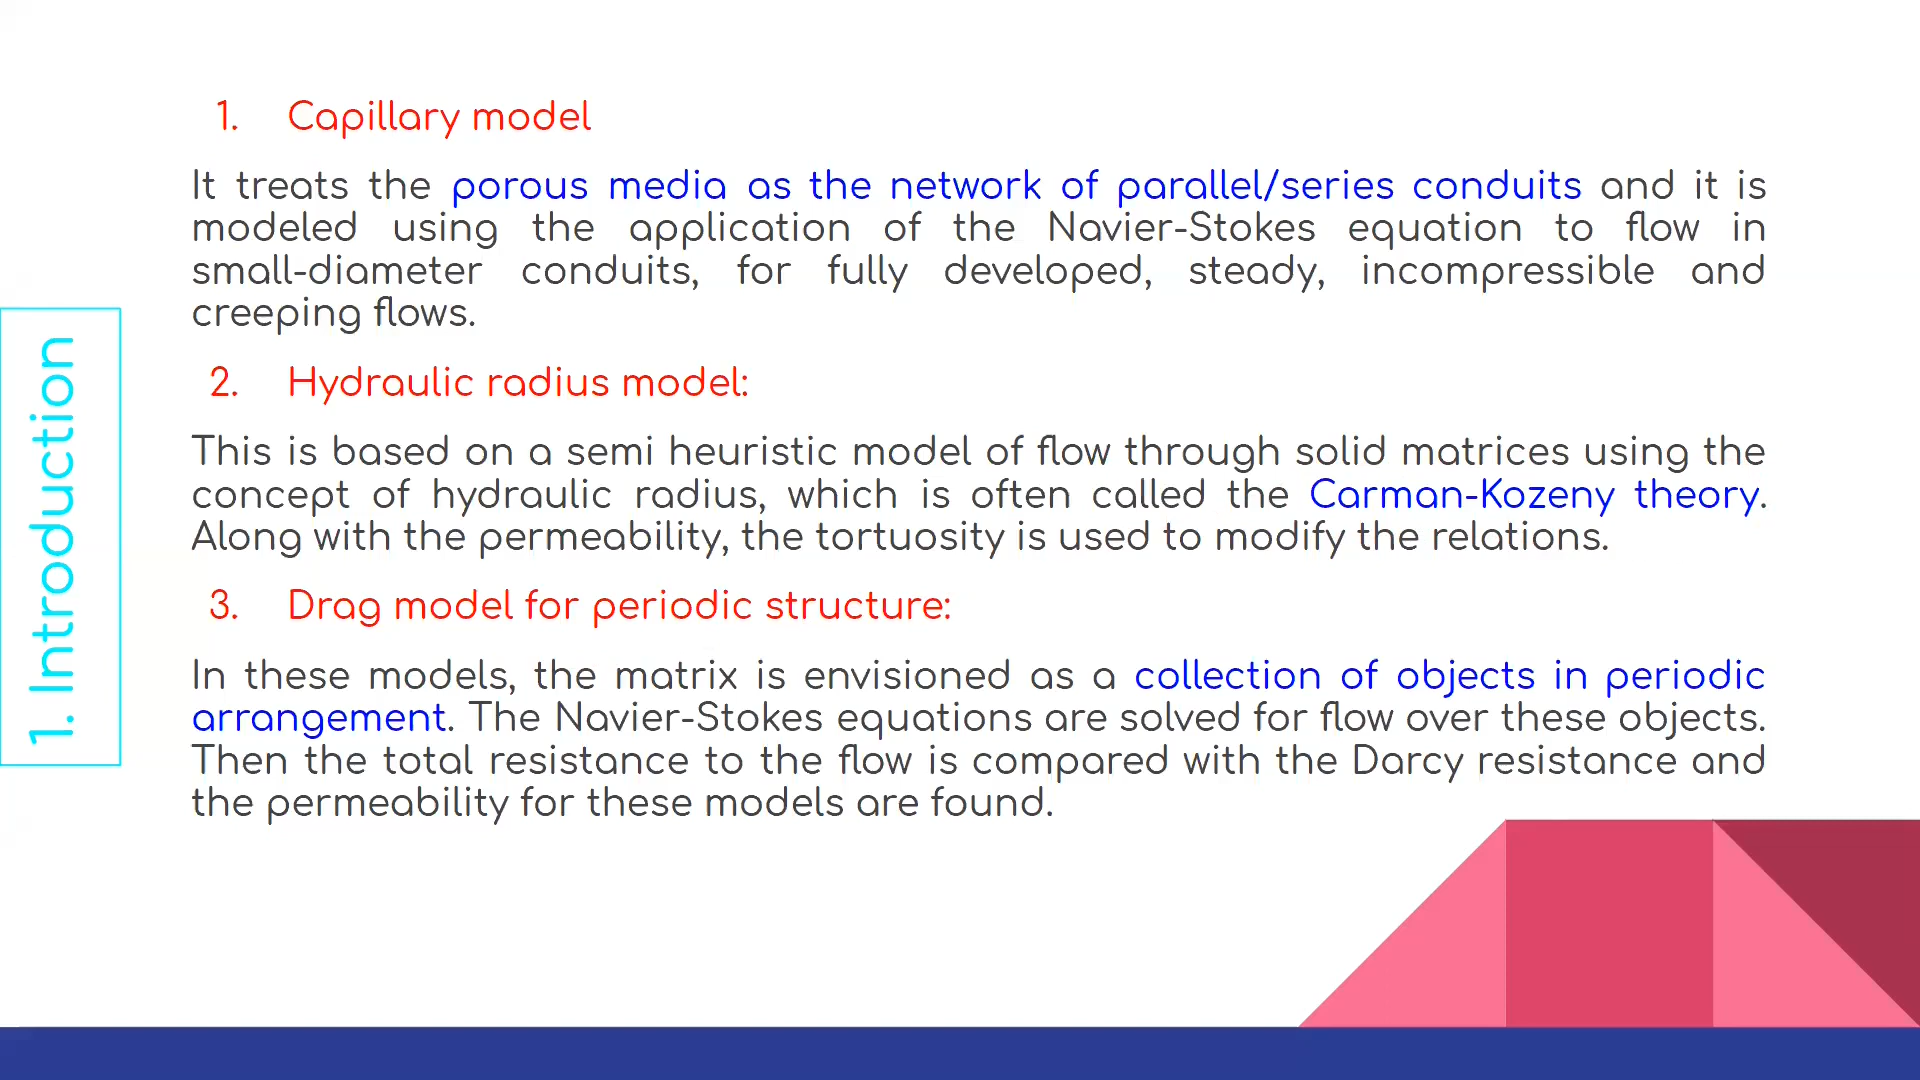 1. Introduction
1. Capillary model
It treats the porous media as the network of parallel/series conduits and it is
modeled using the application of the Navier-Stokes equation to flow in
small-diameter conduits, for fully developed, steady, incompressible and
creeping flows.
2. Hydraulic radius model:
This is based on a semi heuristic model of flow through solid matrices using the
concept of hydraulic radius, which is often called the Carman-Kozeny theory.
Along with the permeability, the tortuosity is used to modify the relations.
3. Drag model for periodic structure:
In these models, the matrix is envisioned as a collection of objects in periodic
arrangement. The Navier-Stokes equations are solved for flow over these objects.
Then the total resistance to the flow is compared with the Darcy resistance and
the permeability for these models are found.